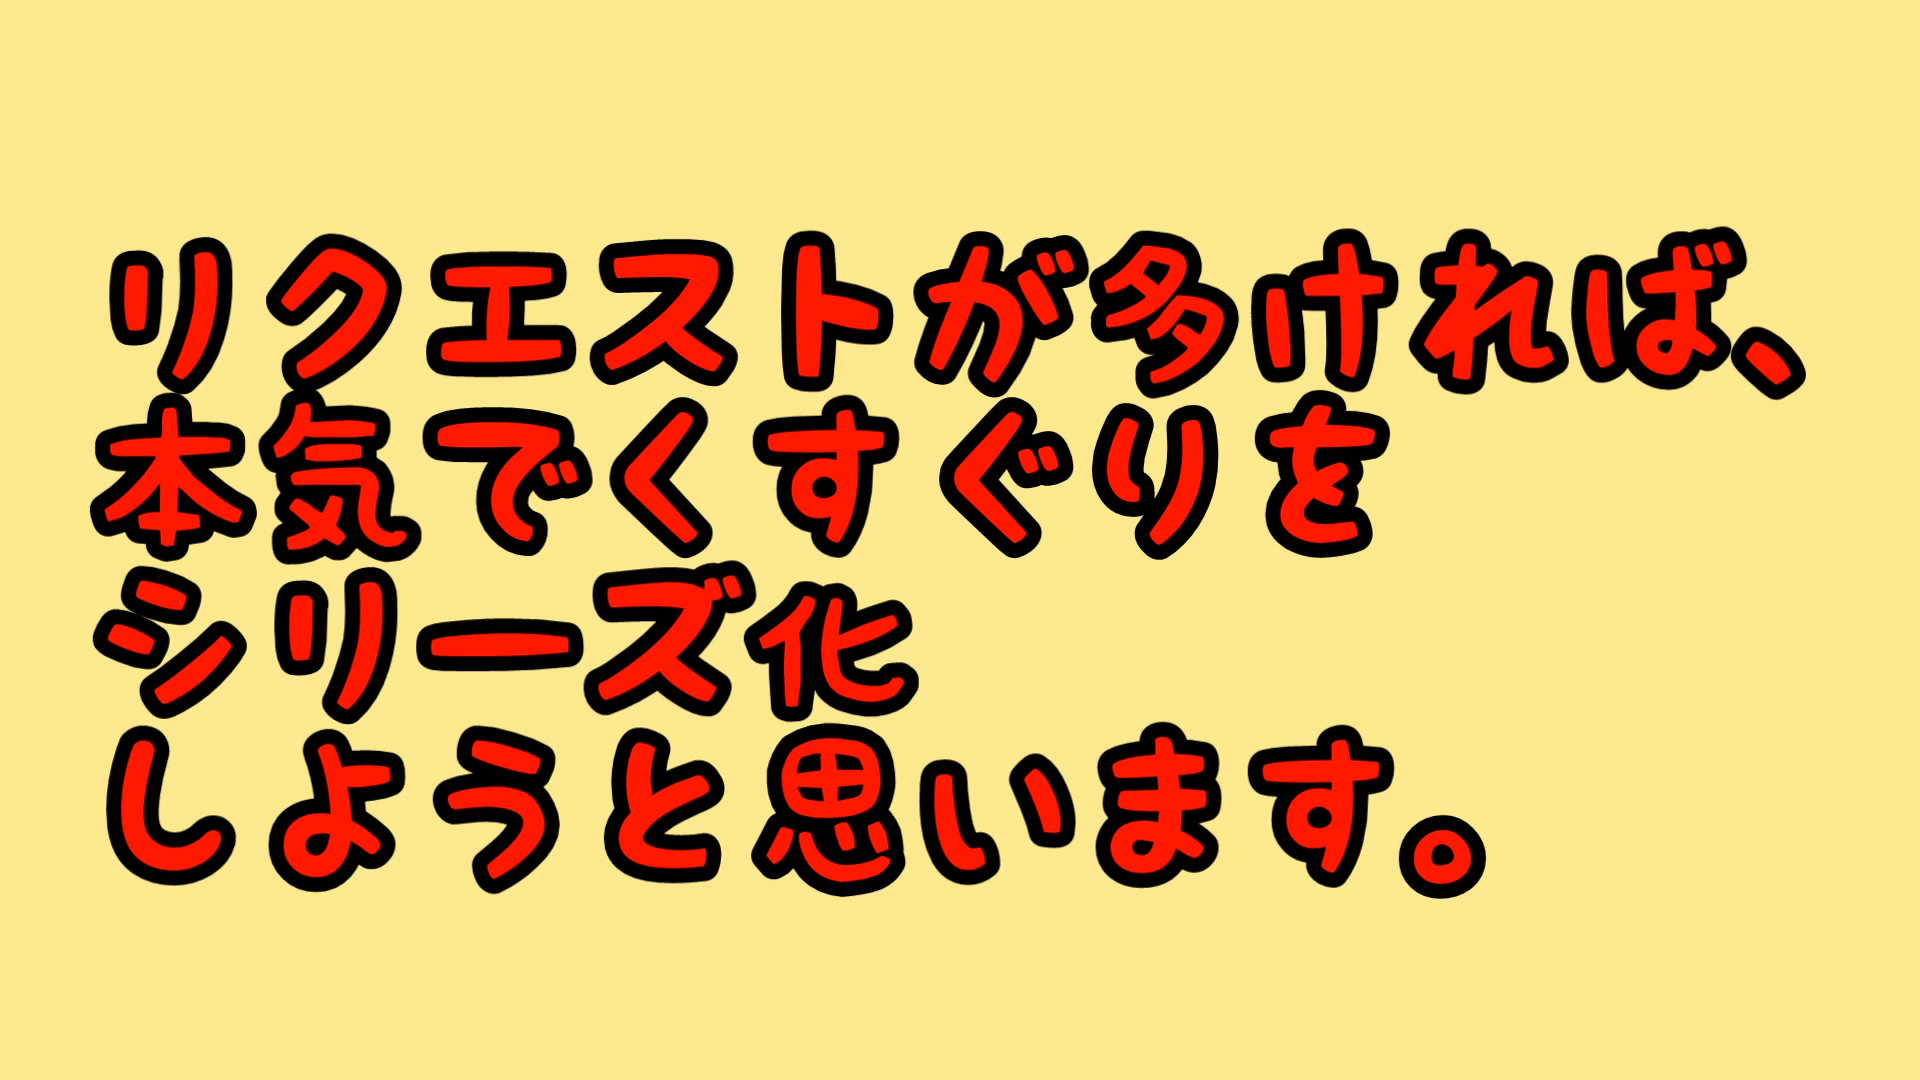 リクエストが多ければ、
本気でくすぐりを
シリーズ化
しようと思います。